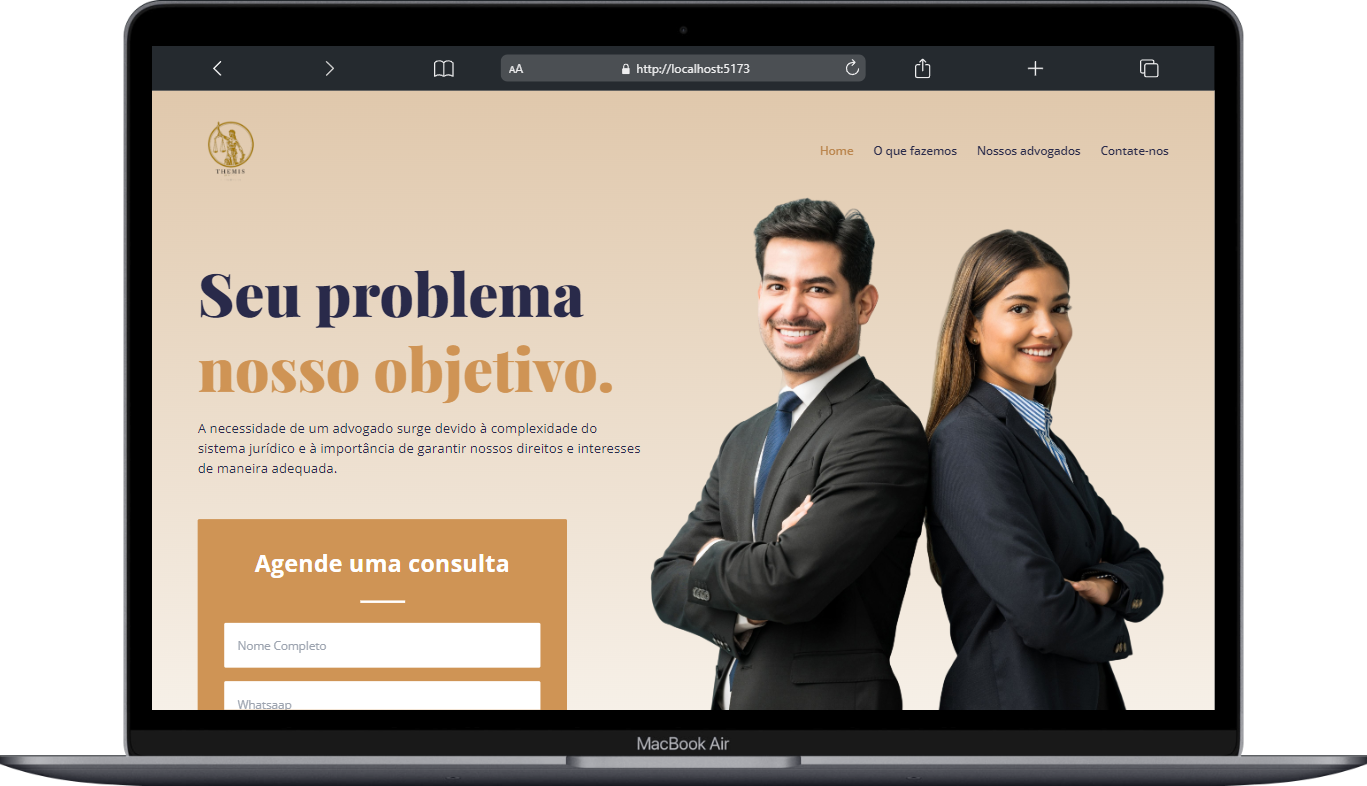 AA
http://localhost:5173
THEMIS
Home
O que fazemos
Nossos advogados
Contate-nos
Seu problema
nosso objetivo.
A necessidade de um advogado surge devido à complexidade do
sistema jurídico e à importância de garantir nossos direitos e interesses
de maneira adequada.
Agende uma consulta
Nome Completo
Whatsaap
MacBook Air